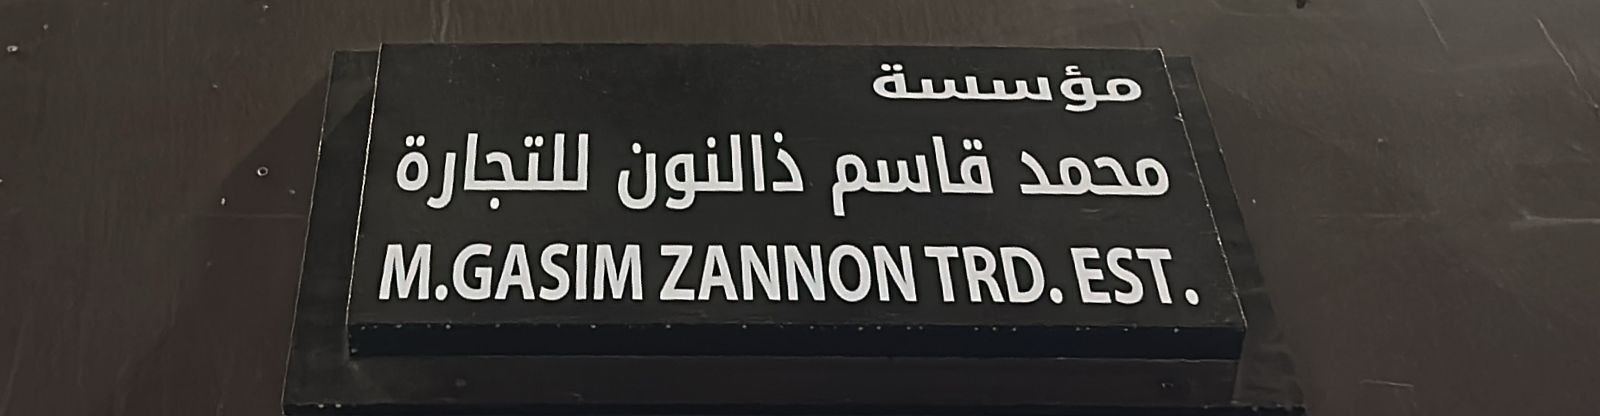 مؤسسة
محمد قاسم ذالنون للتجارة
M.GASIM ZANNON TRD. EST.